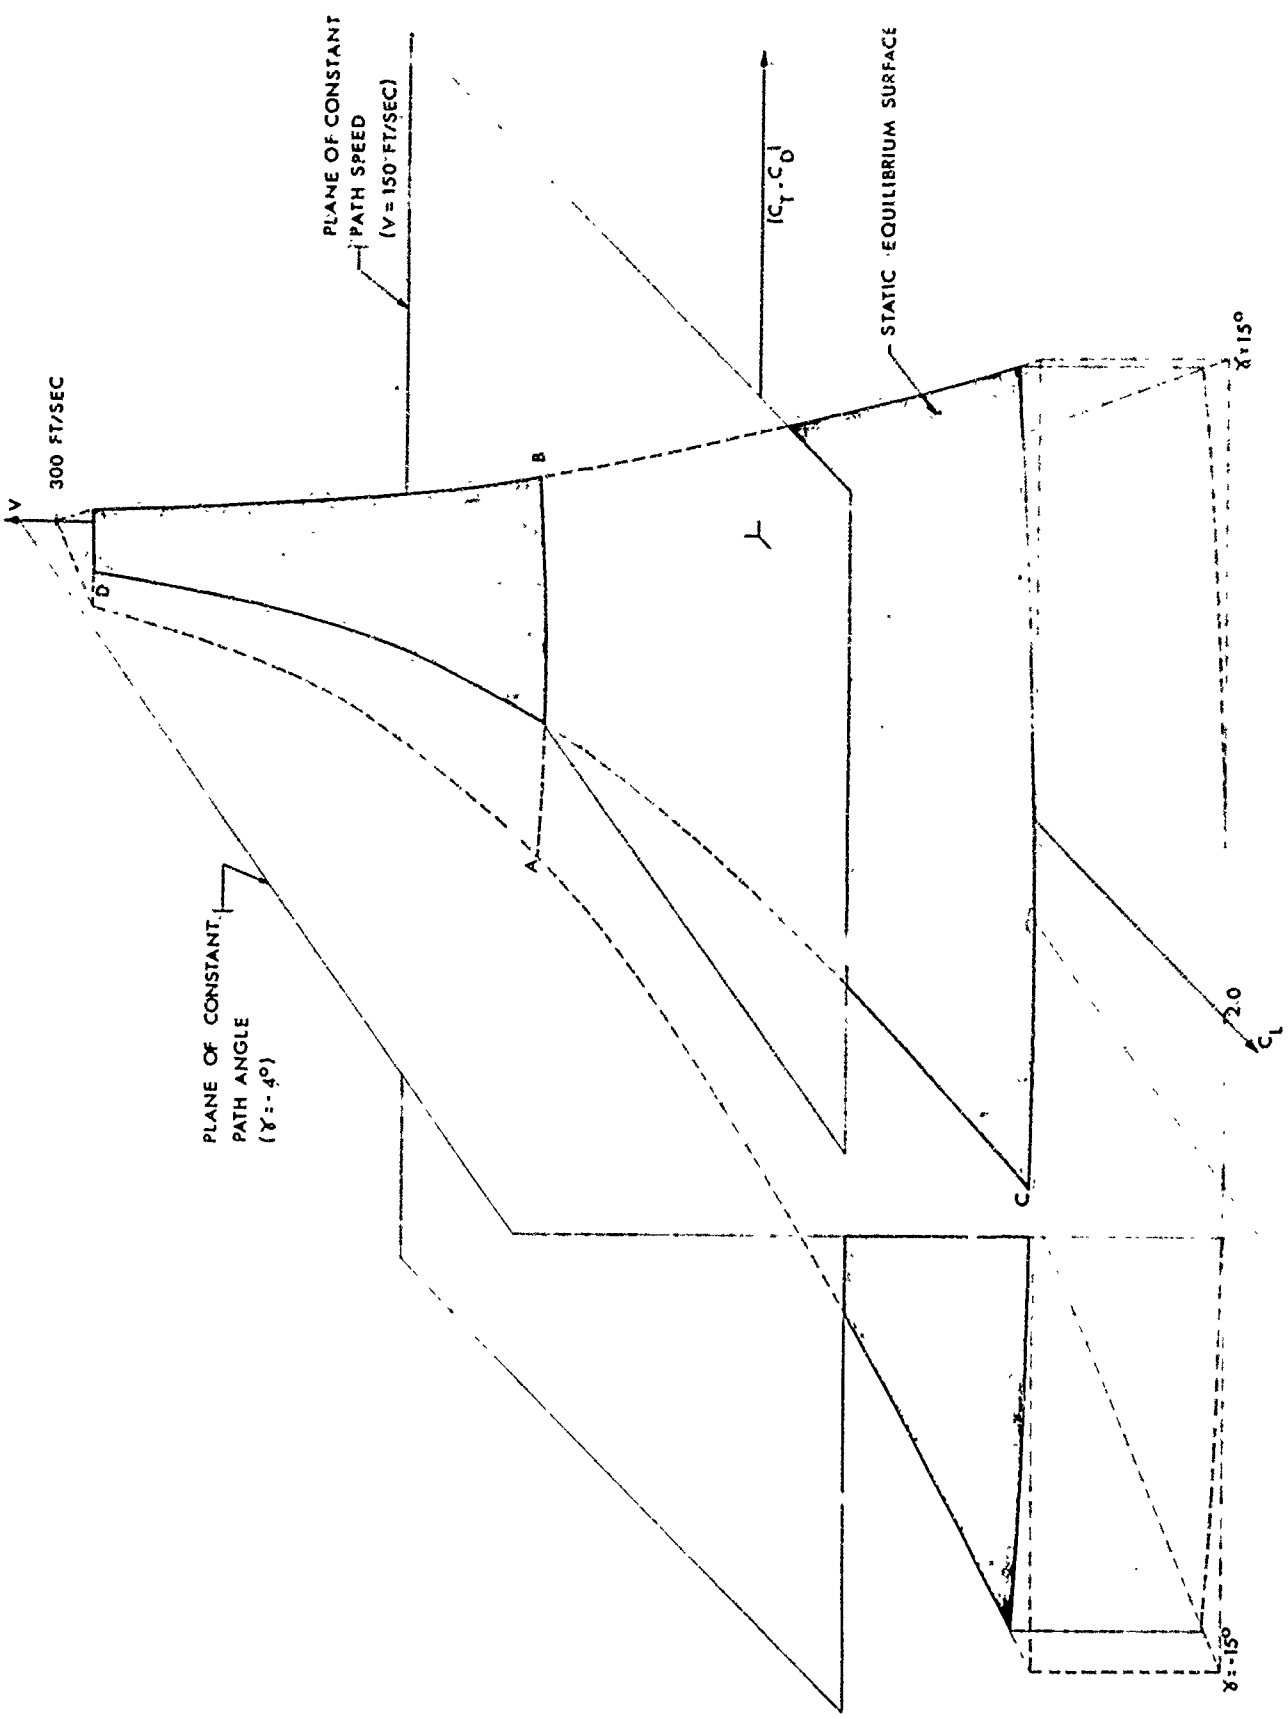 V
300 FT/SEC
PLANE OF CONSTANT
PATH SPEED
(V = 150 FT/SEC)
D
B
A
PLANE OF CONSTANT
PATH ANGLE
(γ = - 4°)
(C_T - C_D)
STATIC EQUILIBRIUM SURFACE
C
2.0
C_L
γ = 15°
γ = -15°